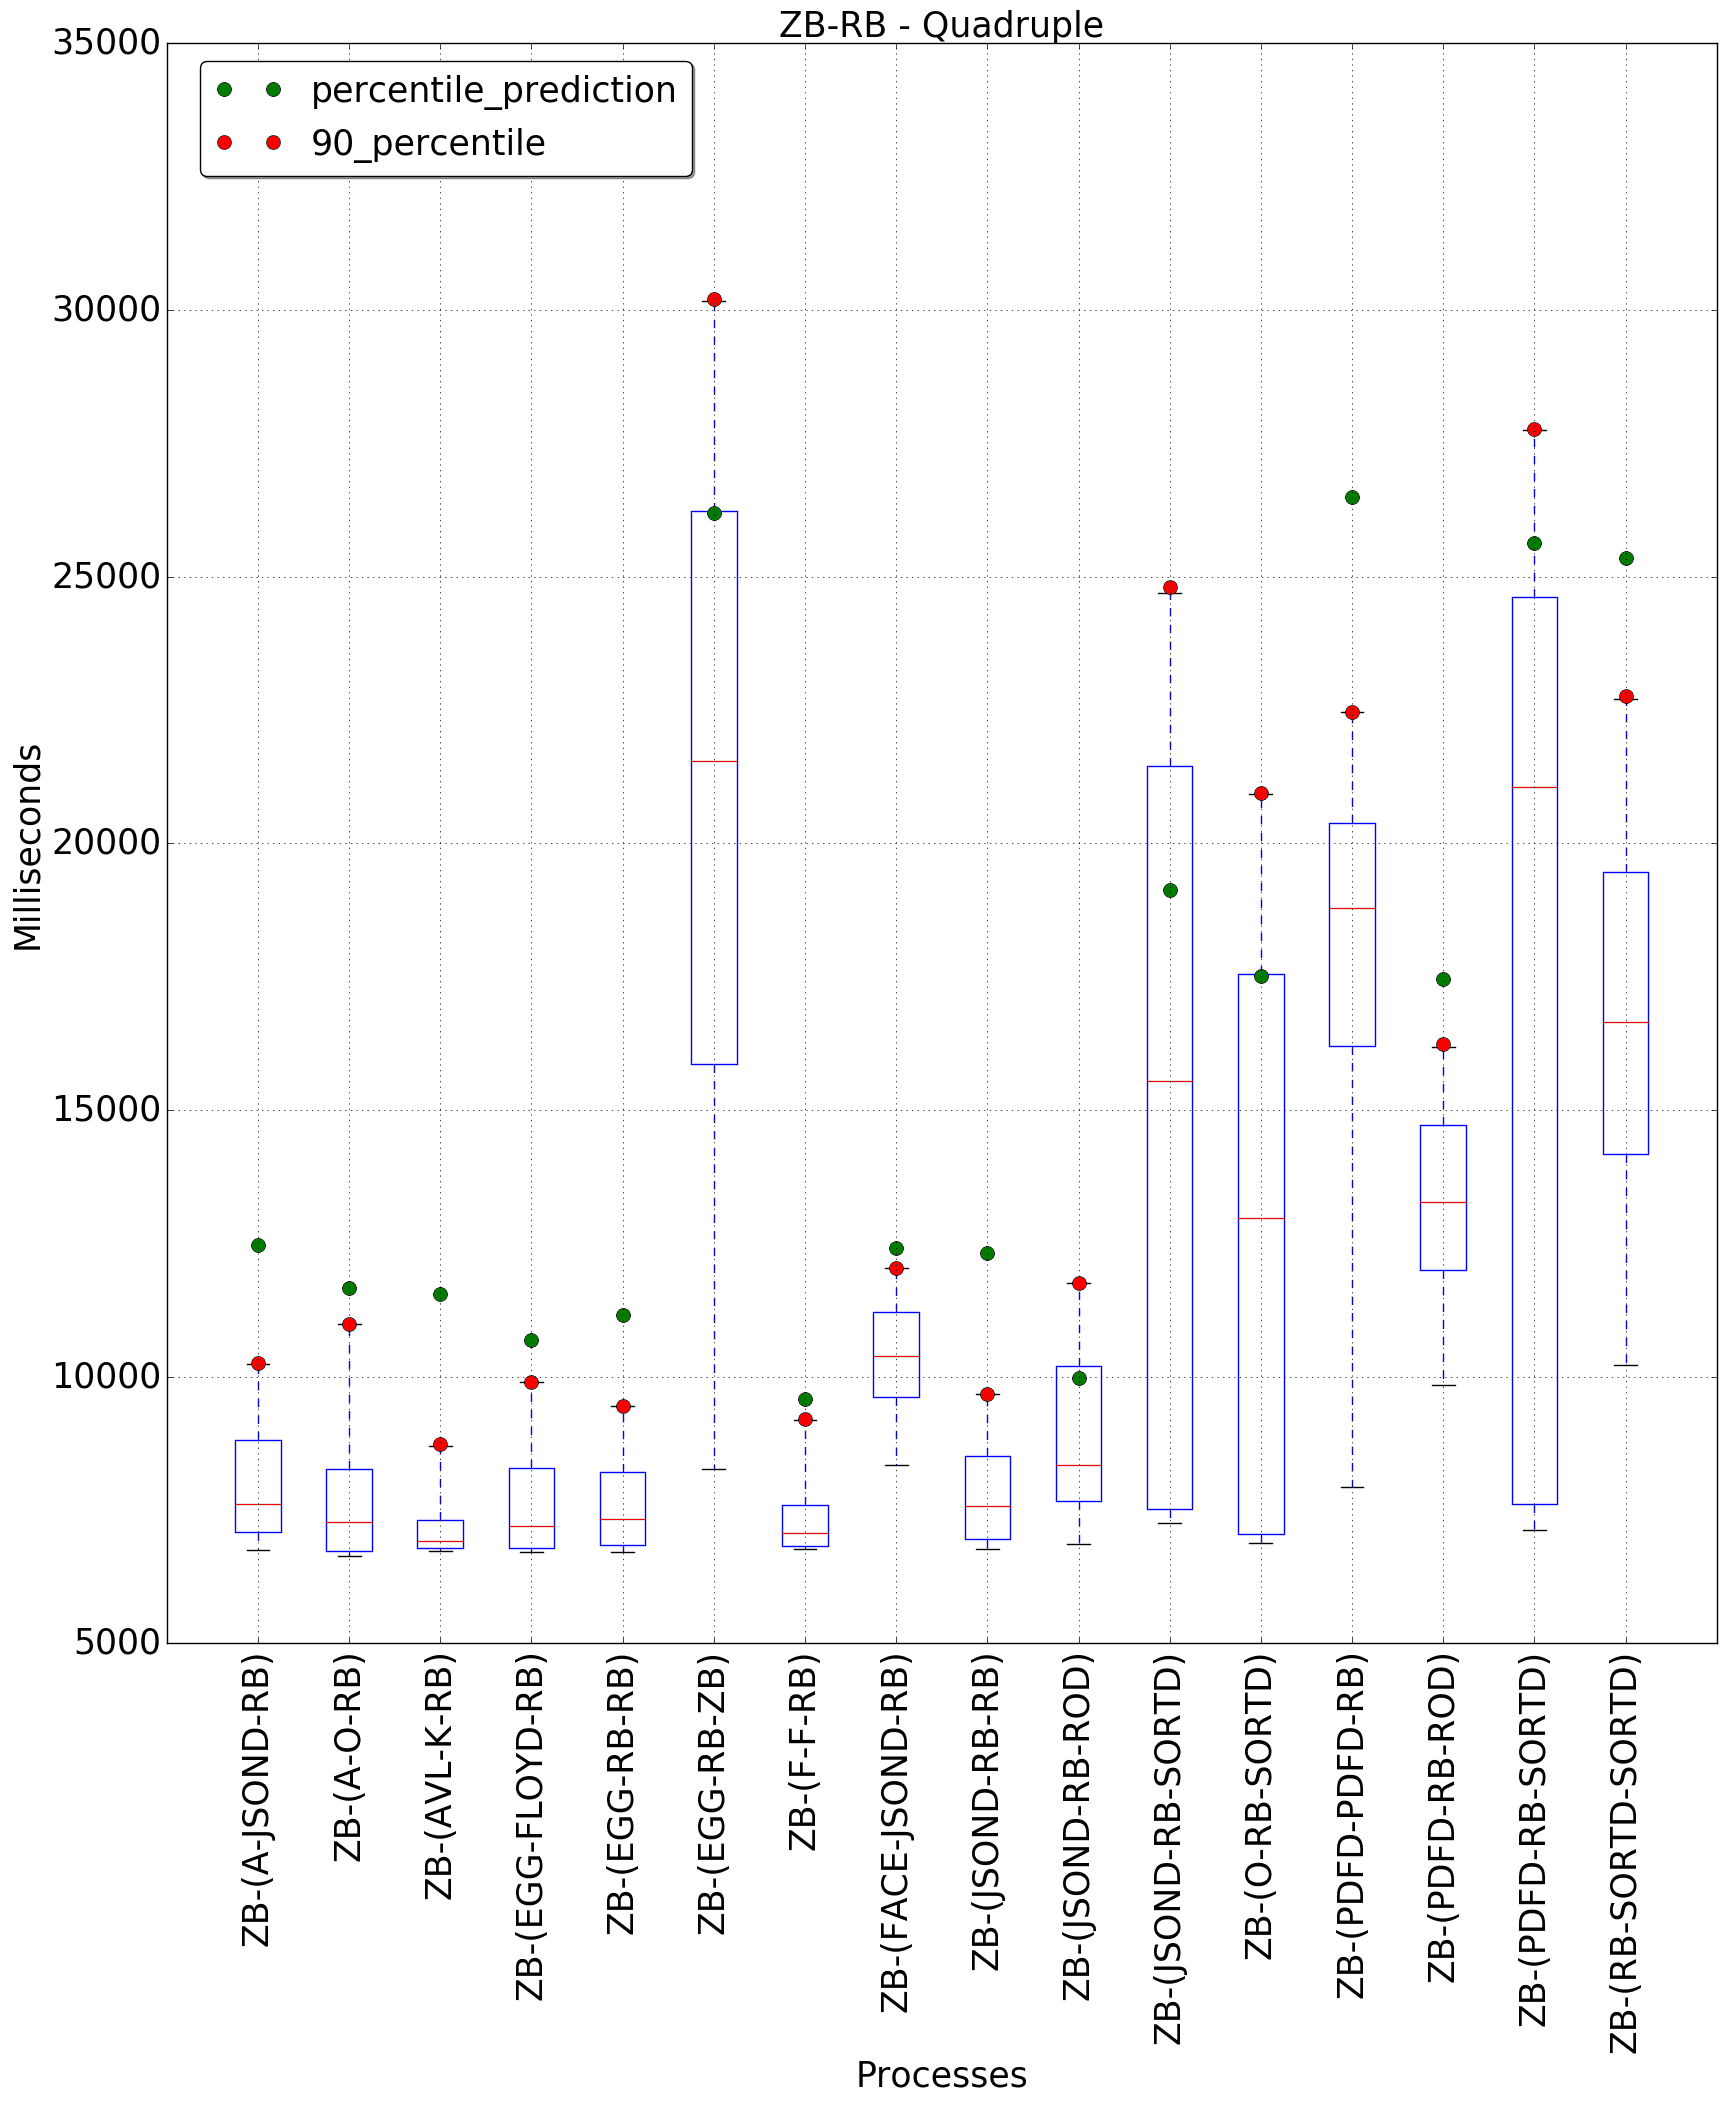 ZB-RB - Quadruple
percentile_prediction
90_percentile
35000
30000
25000
20000
15000
10000
5000
Milliseconds
ZB-(A-JSOND-RB)
ZB-(A-O-RB)
ZB-(AVL-K-RB)
ZB-(EGG-FLOYD-RB)
ZB-(EGG-RB-RB)
ZB-(EGG-RB-ZB)
ZB-(F-F-RB)
ZB-(FACE-JSOND-RB)
ZB-(JSOND-RB-RB)
ZB-(JSOND-RB-ROD)
ZB-(JSOND-RB-SORTD)
ZB-(O-RB-SORTD)
ZB-(PDFD-PDFD-RB)
ZB-(PDFD-RB-ROD)
ZB-(PDFD-RB-SORTD)
ZB-(RB-SORTD-SORTD)
Processes